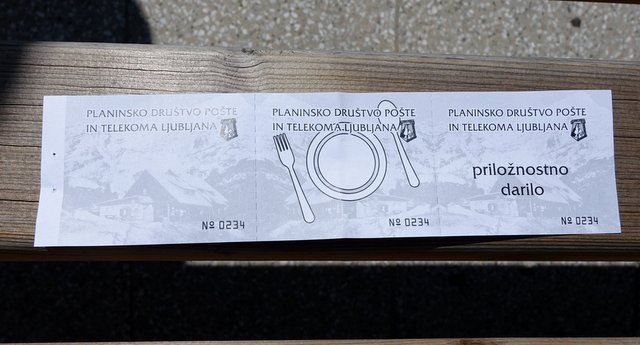 PLANINSKO DRUŠTVO POŠTE
IN TELEKOMA LJUBLJANA
№ 0234
PLANINSKO DRUŠTVO POŠTE
IN TELEKOMA LJUBLJANA
№ 0234
PLANINSKO DRUŠTVO POŠTE
IN TELEKOMA LJUBLJANA
priložnostno
darilo
№ 0234